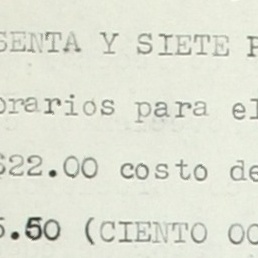 SENTA Y SIETE P
orarios para el
$22.00 costo de
5.50 (CIENTO OC